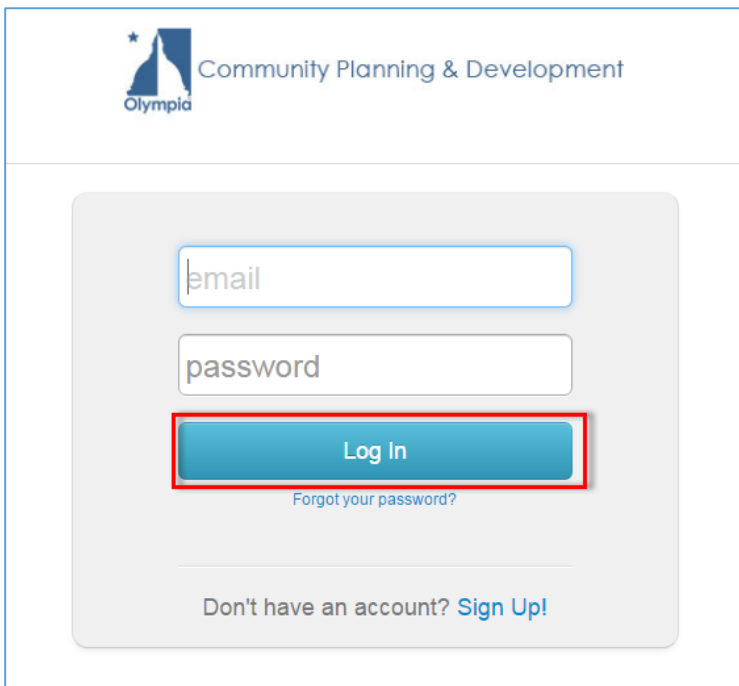 Community Planning & Development
Olympia
email
password
Log In
Forgot your password?
Don't have an account? Sign Up!